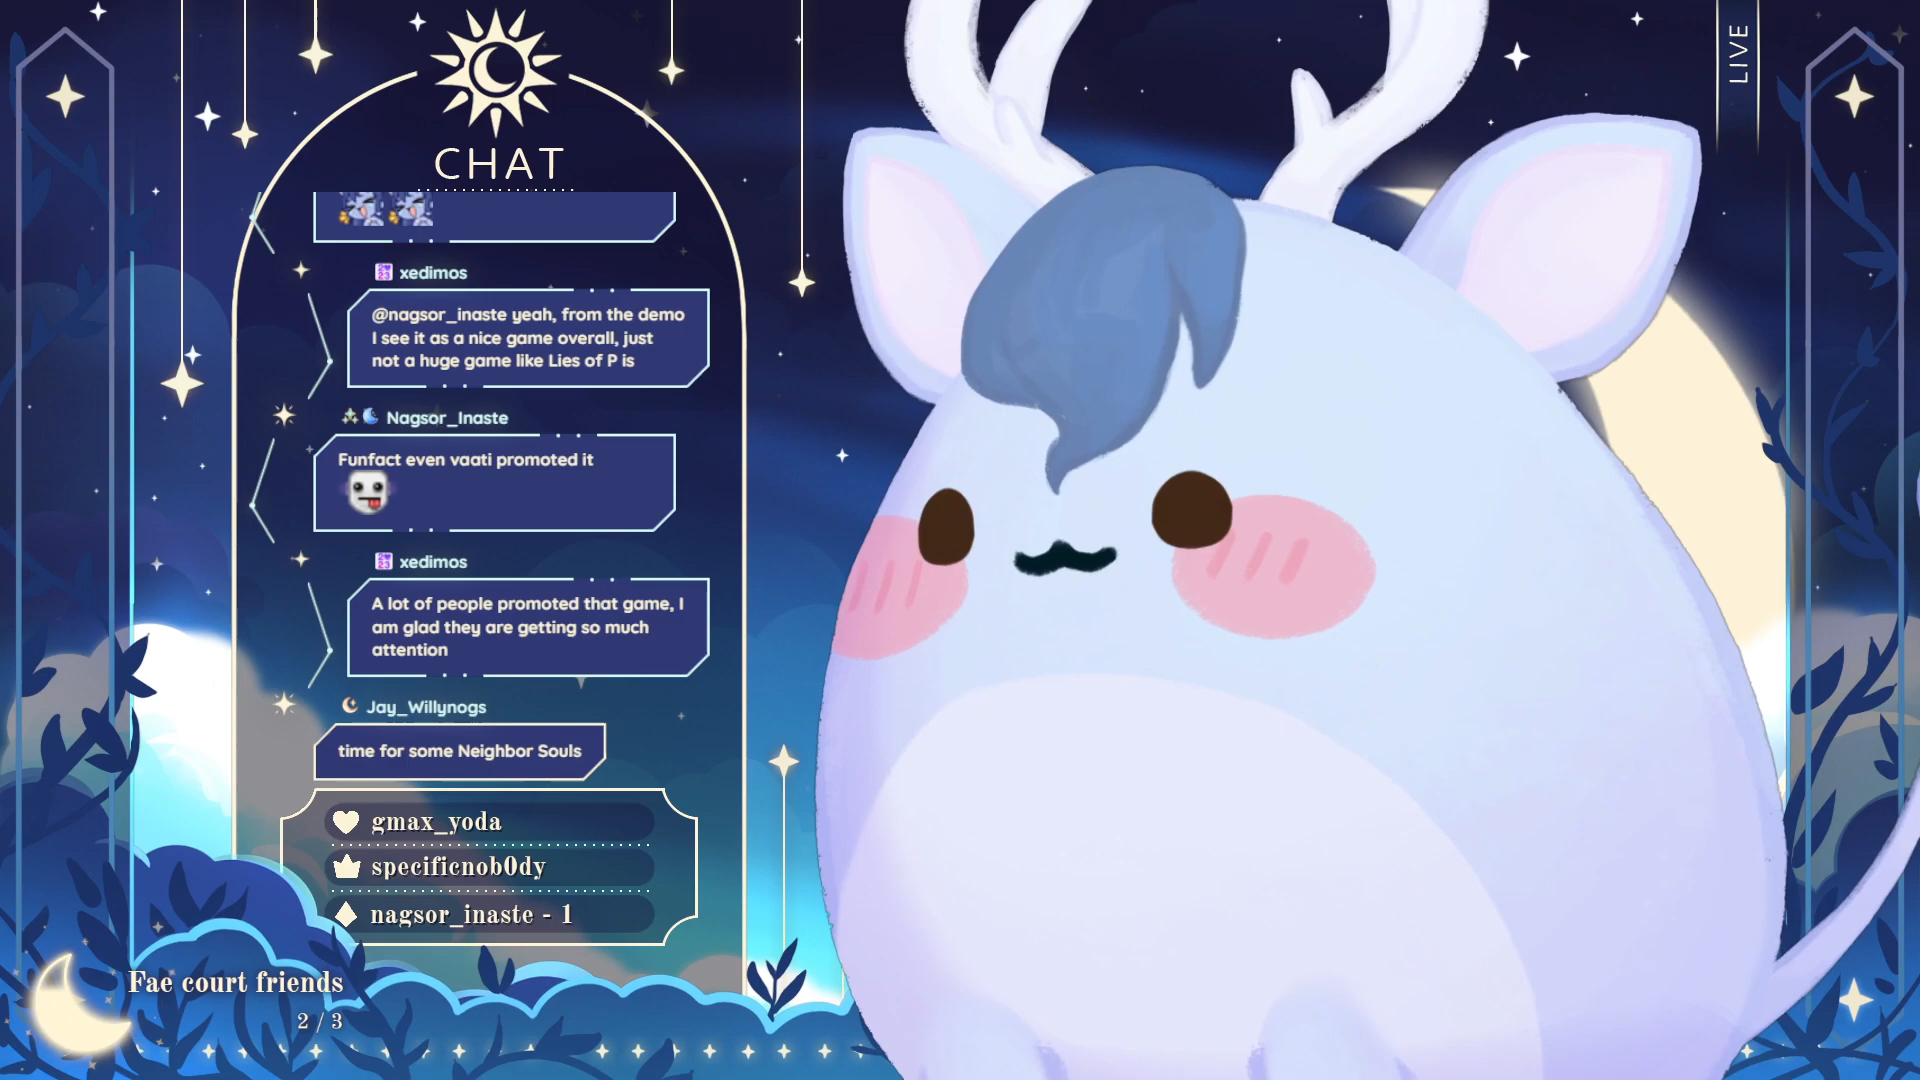 LIVE
CHAT
xedimos
@nagsor_inaste yeah, from the demo
I see it as a nice game overall, just
not a huge game like Lies of P is
Nagsor_Inaste
Funfact even vaati promoted it
xedimos
A lot of people promoted that game, I
am glad they are getting so much
attention
Jay_Willynogs
time for some Neighbor Souls
gmax_yoda
specificnob0dy
nagsor_inaste - 1
Fae court friends
2 / 3